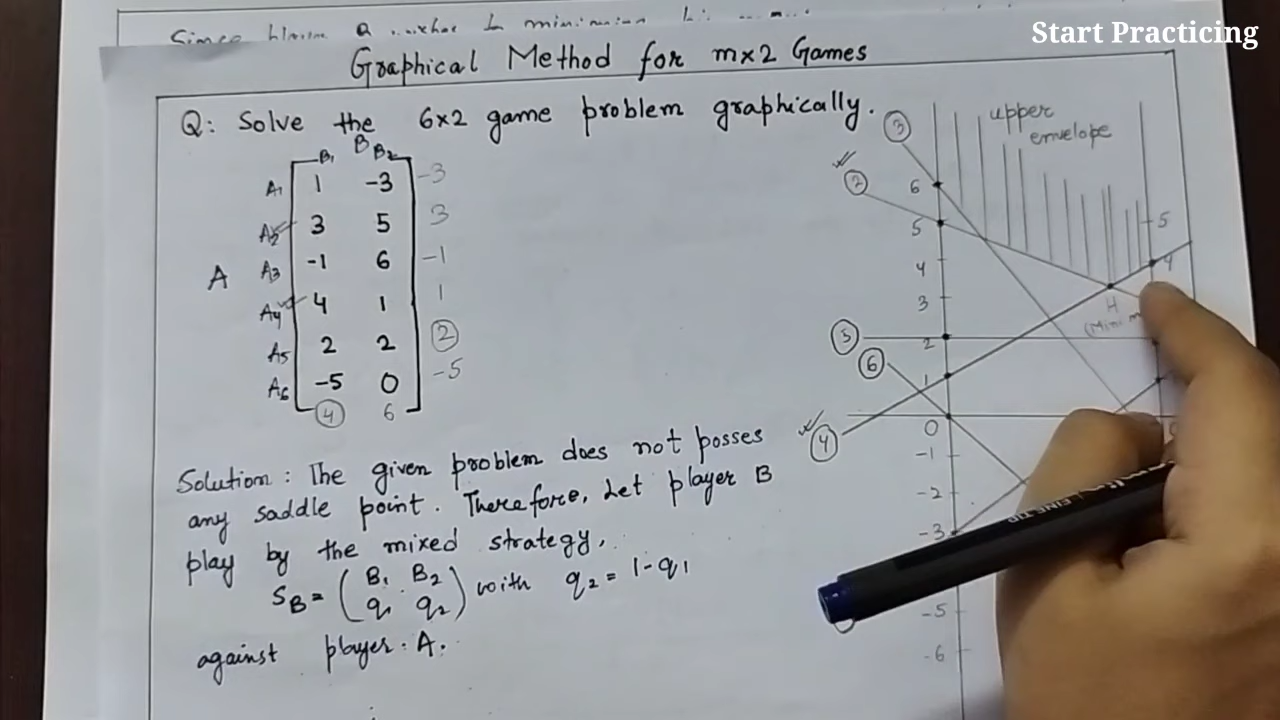 Start Practicing
Graphical Method for m×2 Games
Q: Solve the 6×2 game problem graphically.
B
B₁ B₂
A₁ 1 -3 -3
A₂ 3 5 3
A₃ -1 6 -1
A
A₄ 4 1 1
A₅ 2 2 2
A₆ -5 0 -5
4 6
Solution: The given problem does not posses
any saddle point. Therefore, Let player B
play by the mixed strategy,
S_B = ( B₁ B₂
q₁ q₂ ) with q₂ = 1-q₁
against player A.
upper
envelope
3
2
6
5
5
4
4
3
H
5
2
6
1
0
4
-1
-2
-3
-5
-6
FINE TIP